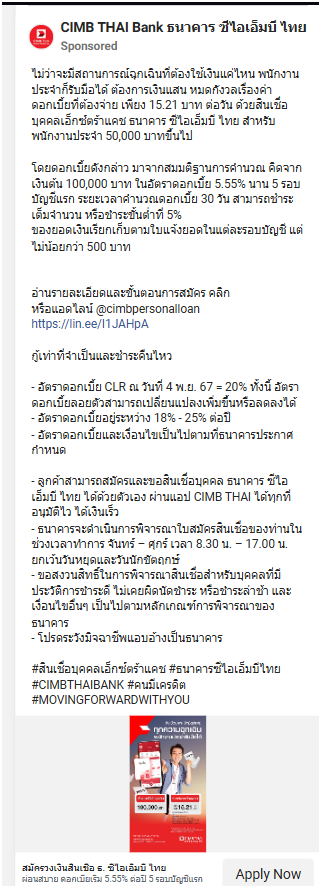 CIMB THAI Bank ธนาคาร ซีไอเอ็มบี ไทย
Sponsored
ไม่ว่าจะมีสถานการณ์ฉุกเฉินที่ต้องใช้เงินแค่ไหน พนักงาน
ประจำก็รับมือได้ ต้องการเงินแสน หมดกังวลเรื่องค่า
ดอกเบี้ยที่ต้องจ่าย เพียง 15.21 บาท ต่อวัน ด้วยสินเชื่อ
บุคคลเอ็กซ์ตร้าแคช ธนาคาร ซีไอเอ็มบี ไทย สำหรับ
พนักงานประจำ 50,000 บาทขึ้นไป
โดยดอกเบี้ยดังกล่าว มาจากสมมติฐานการคำนวณ คิดจาก
เงินต้น 100,000 บาท ในอัตราดอกเบี้ย 5.55% นาน 5 รอบ
บัญชีแรก ระยะเวลาคำนวณดอกเบี้ย 30 วัน สามารถชำระ
เต็มจำนวน หรือชำระขั้นต่ำที่ 5%
ของยอดเงินเรียกเก็บตามใบแจ้งยอดในแต่ละรอบบัญชี แต่
ไม่น้อยกว่า 500 บาท
อ่านรายละเอียดและขั้นตอนการสมัคร คลิก
หรือแอดไลน์ @cimbpersonalloan
https://lin.ee/l1JAHpA
กู้เท่าที่จำเป็นและชำระคืนไหว
- อัตราดอกเบี้ย CLR ณ วันที่ 4 พ.ย. 67 = 20% ทั้งนี้ อัตรา
ดอกเบี้ยลอยตัวสามารถเปลี่ยนแปลงเพิ่มขึ้นหรือลดลงได้
- อัตราดอกเบี้ยอยู่ระหว่าง 18% - 25% ต่อปี
- อัตราดอกเบี้ยและเงื่อนไขเป็นไปตามที่ธนาคารประกาศ
กำหนด
- ลูกค้าสามารถสมัครและขอสินเชื่อบุคคล ธนาคาร ซีไอ
เอ็มบี ไทย ได้ด้วยตัวเอง ผ่านแอป CIMB THAI ได้ทุกที่
อนุมัติไว ได้เงินเร็ว
- ธนาคารจะดำเนินการพิจารณาใบสมัครสินเชื่อของท่านใน
ช่วงเวลาทำการ จันทร์ – ศุกร์ เวลา 8.30 น. – 17.00 น.
ยกเว้นวันหยุดและวันนักขัตฤกษ์
- ขอสงวนสิทธิ์ในการพิจารณาสินเชื่อสำหรับบุคคลที่มี
ประวัติการชำระดี ไม่เคยผิดนัดชำระ หรือชำระล่าช้า และ
เงื่อนไขอื่นๆ เป็นไปตามหลักเกณฑ์การพิจารณาของ
ธนาคาร
- โปรดระวังมิจฉาชีพแอบอ้างเป็นธนาคาร
#สินเชื่อบุคคลเอ็กซ์ตร้าแคช #ธนาคารซีไอเอ็มบีไทย
#CIMBTHAIBANK #คนมีเครดิต
#MOVINGFORWARDWITHYOU
ทุกความฉุกเฉิน
100,000
15.21
สมัครวงเงินสินเชื่อ ธ. ซีไอเอ็มบี ไทย
ผ่อนสบาย ดอกเบี้ยเริ่ม 5.55% ต่อปี 5 รอบบัญชีแรก
Apply Now